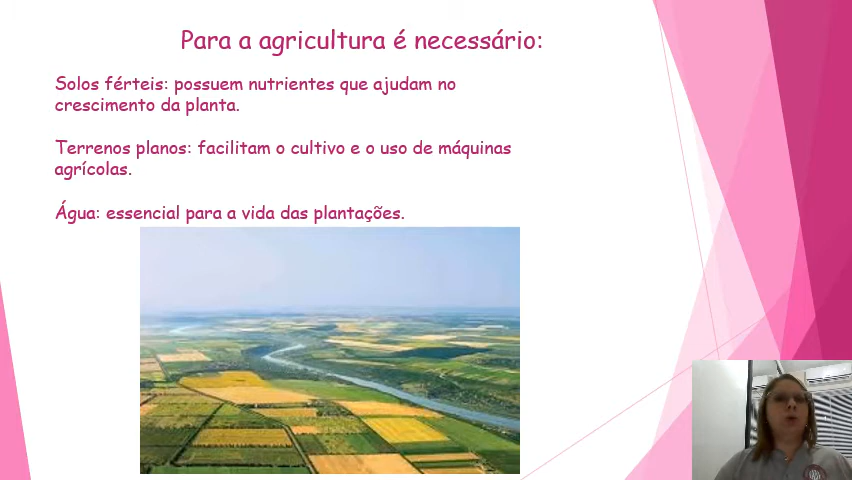 Para a agricultura é necessário:
Solos férteis: possuem nutrientes que ajudam no
crescimento da planta.
Terrenos planos: facilitam o cultivo e o uso de máquinas
agrícolas.
Água: essencial para a vida das plantações.